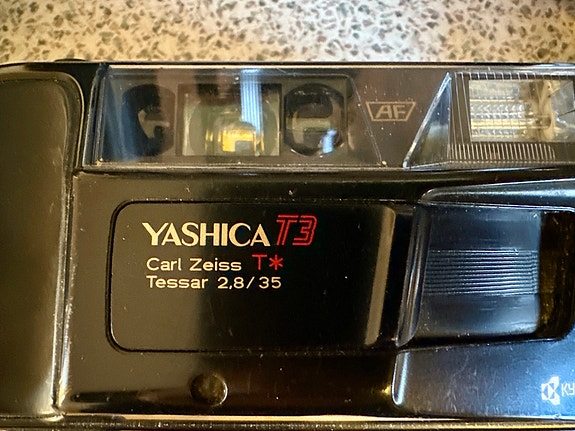 AF
YASHICA T3
Carl Zeiss T*
Tessar 2,8/35